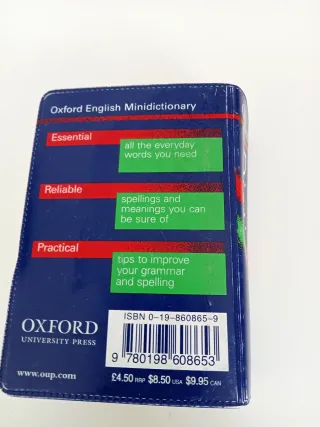 Oxford English Minidictionary
Essential
all the everyday
words you need
Reliable
spellings and
meanings you can
be sure of
Practical
tips to improve
your grammar
and spelling
OXFORD
UNIVERSITY PRESS
www.oup.com
ISBN 0-19-860865-9
9 780198 608653
£4.50 RRP $8.50 USA $9.95 CAN